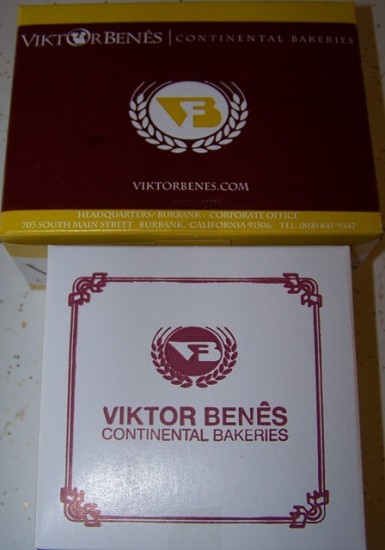 VIKTOR BENÊS | CONTINENTAL BAKERIES
VB
VIKTORBENES.COM
HEADQUARTERS/ BURBANK - CORPORATE OFFICE
703 SOUTH MAIN STREET BURBANK, CALIFORNIA 91506 TEL. (818) 841-9347
VB
VIKTOR BENÊS
CONTINENTAL BAKERIES